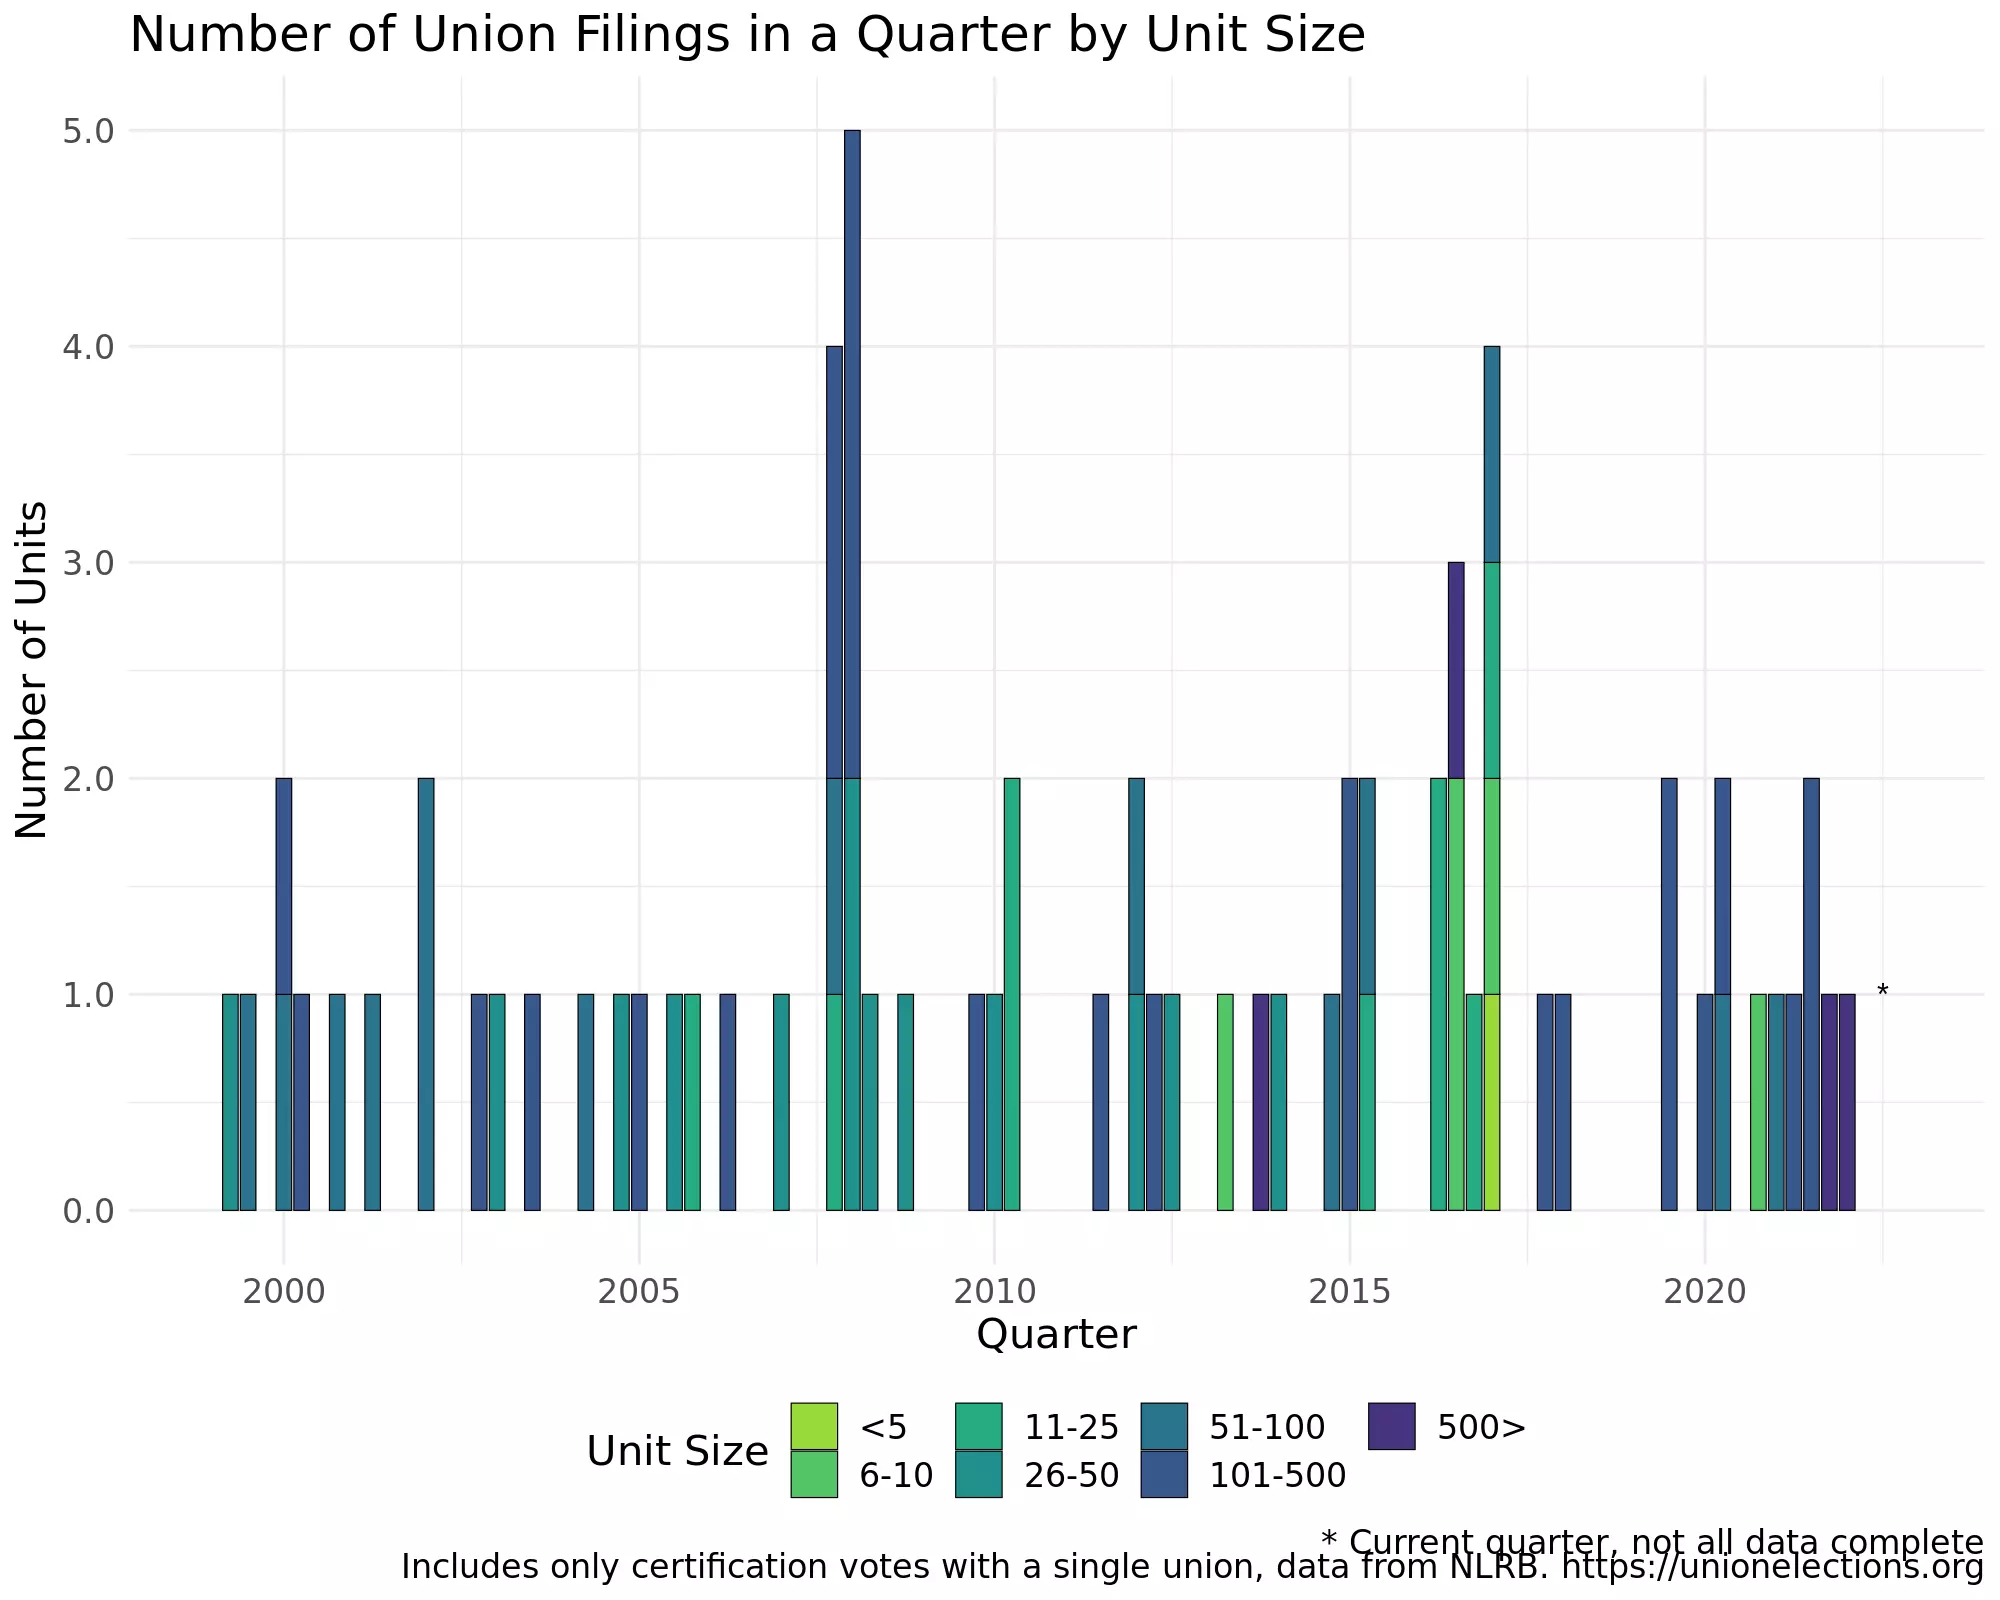 Number of Union Filings in a Quarter by Unit Size
5.0
4.0
3.0
2.0
1.0
0.0
Number of Units
*
2000 2005 2010 2015 2020
Quarter
Unit Size
<5 11-25 51-100 500>
6-10 26-50 101-500
* Current quarter, not all data complete
Includes only certification votes with a single union, data from NLRB. https://unionelections.org